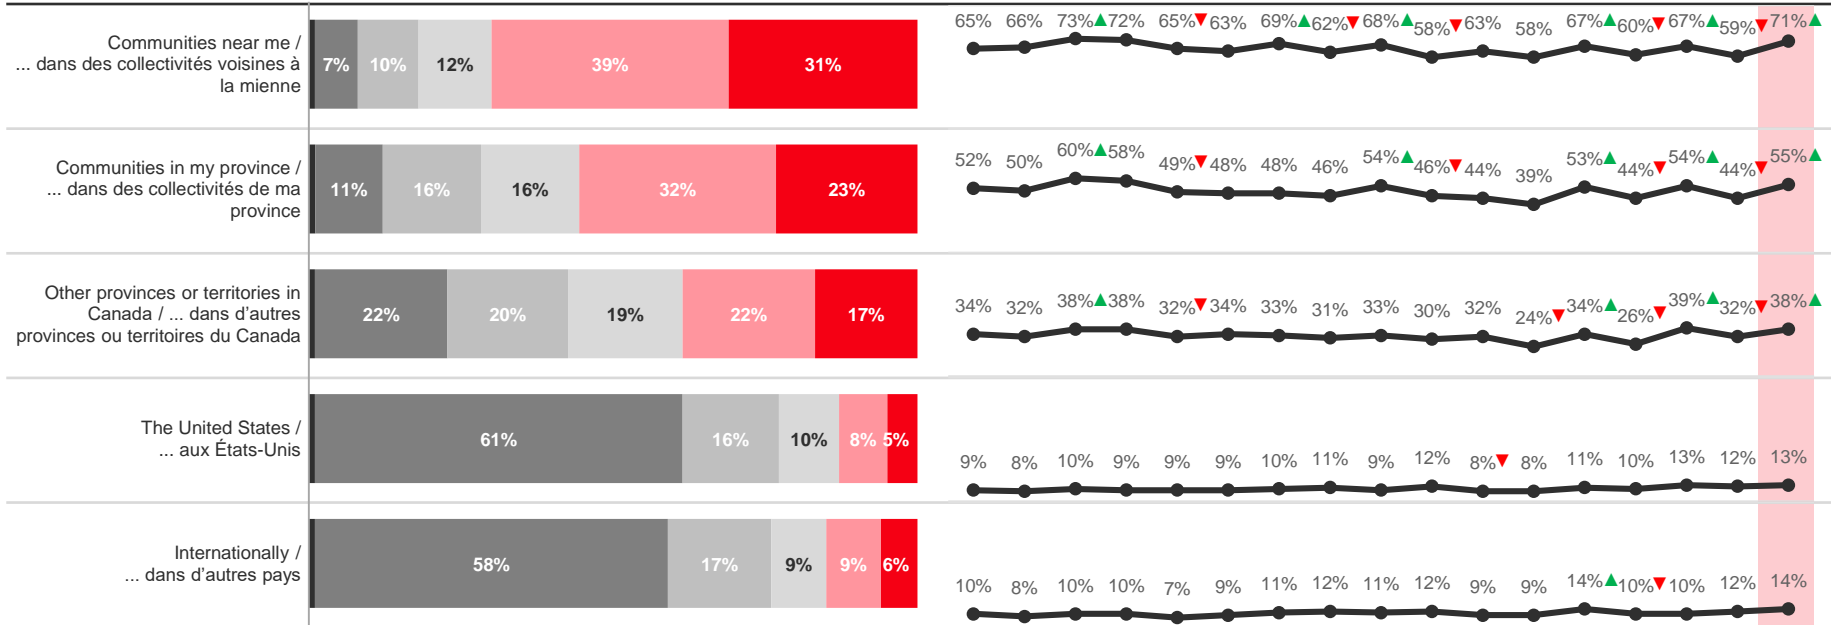 Communities near me /
... dans des collectivités voisines à
la mienne
7% 10% 12% 39% 31%
65% 66% 73%▲72% 65%▼63% 69%▲62%▼68%▲58%▼63% 58% 67%▲60%▼67%▲59%▼71%▲
Communities in my province /
... dans des collectivités de ma
province
11% 16% 16% 32% 23%
52% 50% 60%▲58% 49%▼48% 48% 46% 54%▲46%▼44% 39% 53%▲44%▼54%▲44%▼55%▲
Other provinces or territories in
Canada / ... dans d'autres
provinces ou territoires du Canada
22% 20% 19% 22% 17%
34% 32% 38%▲38% 32%▼34% 33% 31% 33% 30% 32% 24%▼34%▲26%▼39%▲32%▼38%▲
The United States /
... aux États-Unis
61% 16% 10% 8% 5%
9% 8% 10% 9% 9% 9% 10% 11% 9% 12% 8%▼8% 11% 10% 13% 12% 13%
Internationally /
... dans d'autres pays
58% 17% 9% 9% 6%
10% 8% 10% 10% 7% 9% 11% 12% 11% 12% 9% 9% 14%▲10%▼10% 12% 14%